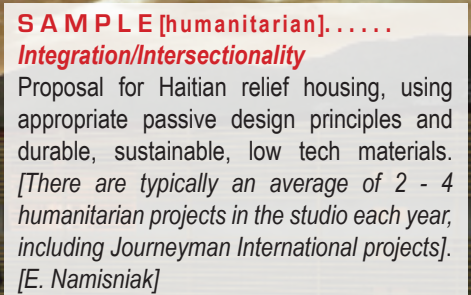 SAMPLE[humanitarian]......
Integration/Intersectionality
Proposal for Haitian relief housing, using
appropriate passive design principles and
durable, sustainable, low tech materials.
[There are typically an average of 2 - 4
humanitarian projects in the studio each year,
including Journeyman International projects].
[E. Namisniak]